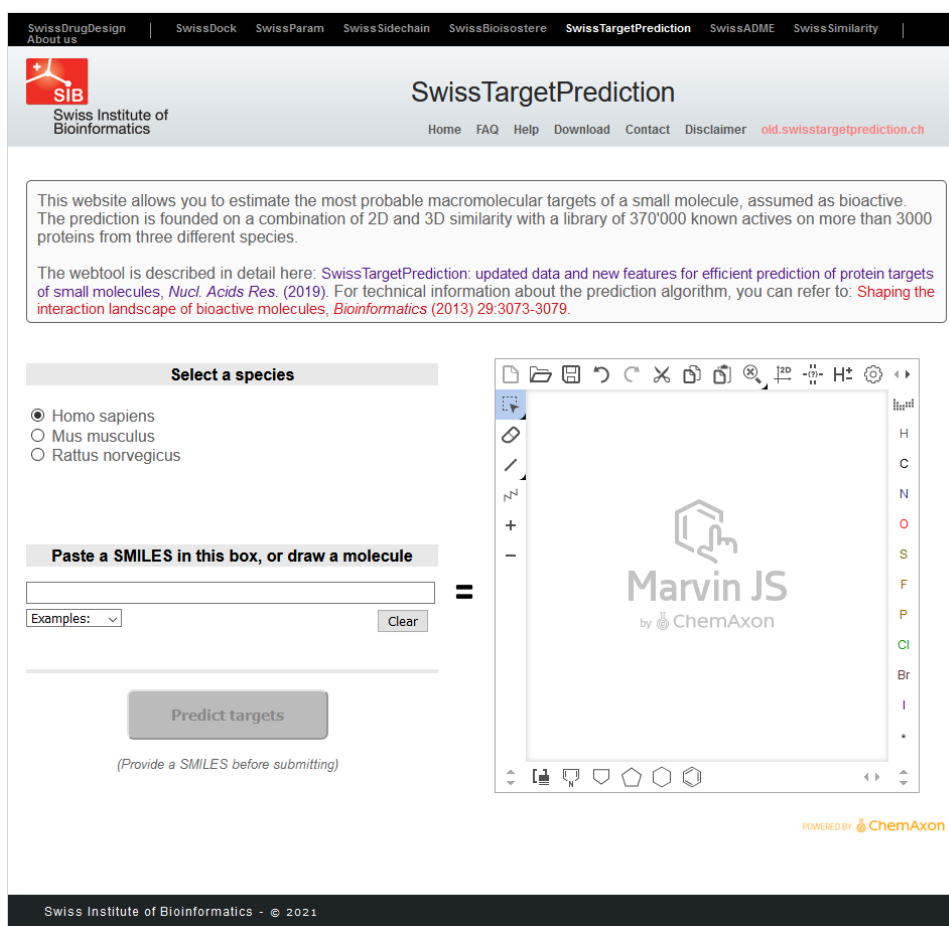 SwissDrugDesign | SwissDock SwissParam SwissSidechain SwissBioisostere SwissTargetPrediction SwissADME SwissSimilarity |
About us
SIB
Swiss Institute of
Bioinformatics
SwissTargetPrediction
Home FAQ Help Download Contact Disclaimer old.swisstargetprediction.ch
This website allows you to estimate the most probable macromolecular targets of a small molecule, assumed as bioactive.
The prediction is founded on a combination of 2D and 3D similarity with a library of 370'000 known actives on more than 3000
proteins from three different species.
The webtool is described in detail here: SwissTargetPrediction: updated data and new features for efficient prediction of protein targets
of small molecules, Nucl. Acids Res. (2019). For technical information about the prediction algorithm, you can refer to: Shaping the
interaction landscape of bioactive molecules, Bioinformatics (2013) 29:3073-3079.
Select a species
Homo sapiens
Mus musculus
Rattus norvegicus
Paste a SMILES in this box, or draw a molecule
Examples:
Clear
=
Predict targets
(Provide a SMILES before submitting)
2D
(?)
H±
H
C
N
O
S
F
P
Cl
Br
I
Marvin JS
by ChemAxon
N
POWERED BY ChemAxon
Swiss Institute of Bioinformatics - © 2021